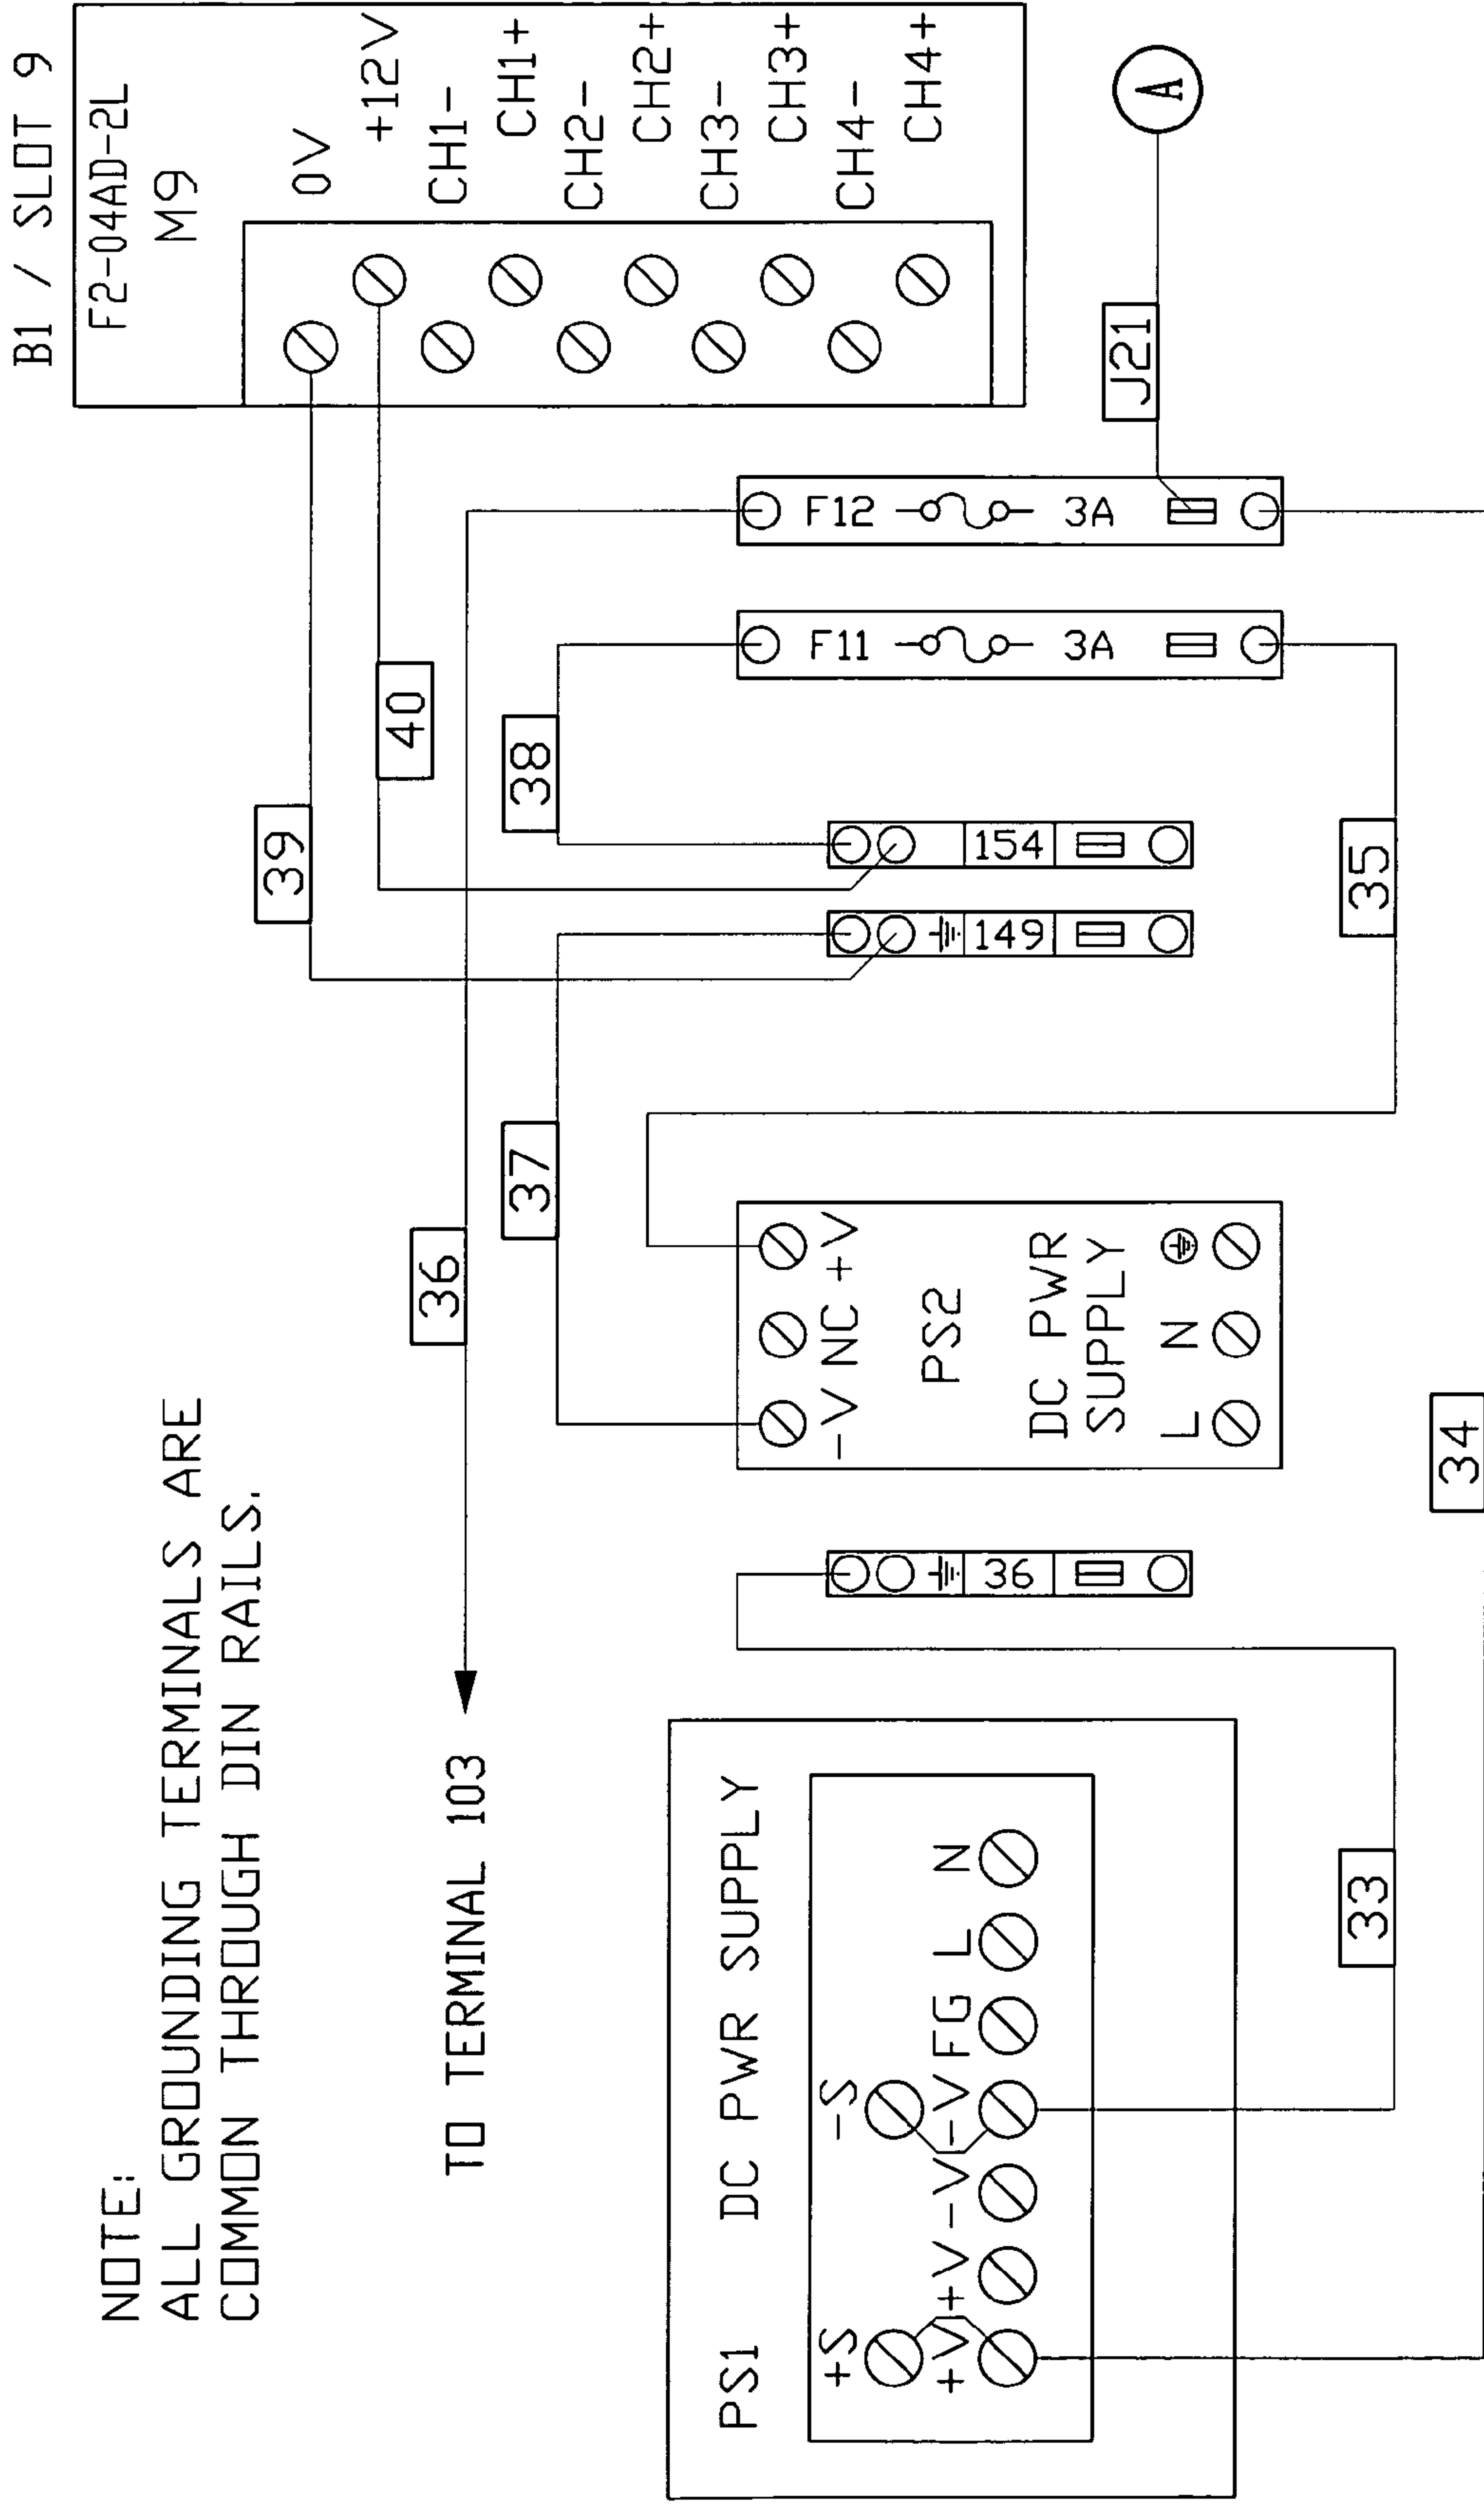 NOTE:
ALL GROUNDING TERMINALS ARE
COMMON THROUGH DIN RAILS.
B1 / SLOT 9
F2-04AD-2L
M9
0V
+12V
CH1-
CH1+
CH2-
CH2+
CH3-
CH3+
CH4-
CH4+
39
40
36
TO TERMINAL 103
38
37
F12 3A
J21
A
F11 3A
154
149
35
-V NC +V
PS2
DC PWR
SUPPLY
L N
36
34
PS1 DC PWR SUPPLY
+S -S
+V +V -V -V FG L N
33